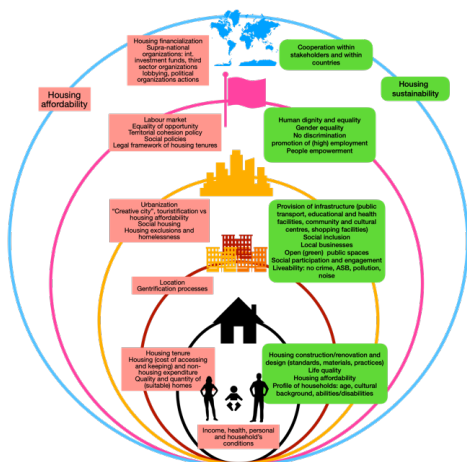 Housing financialization
Supra-national
organizations: int.
investment funds, third
sector organizations
lobbying, political
organizations actions
Cooperation within
stakeholders and within
countries
Housing
affordability
Housing
sustainability
Labour market
Equality of opportunity
Territorial cohesion policy
Social policies
Legal framework of housing tenures
Human dignity and equality
Gender equality
No discrimination
promotion of (high) employment
People empowerment
Urbanization
"Creative city", touristification vs
housing affordability
Social housing
Housing exclusions and
homelessness
Provision of infrastructure (public
transport, educational and health
facilities, community and cultural
centres, shopping facilities)
Social inclusion
Local businesses
Open (green) public spaces
Social participation and engagement
Liveability: no crime, ASB, pollution,
noise
Location
Gentrification processes
Housing tenure
Housing (cost of accessing
and keeping) and non-
housing expenditure
Quality and quantity of
(suitable) homes
Housing construction/renovation and
design (standards, materials, practices)
Life quality
Housing affordability
Profile of households: age, cultural
background, abilities/disabilities
Income, health, personal
and household's
conditions